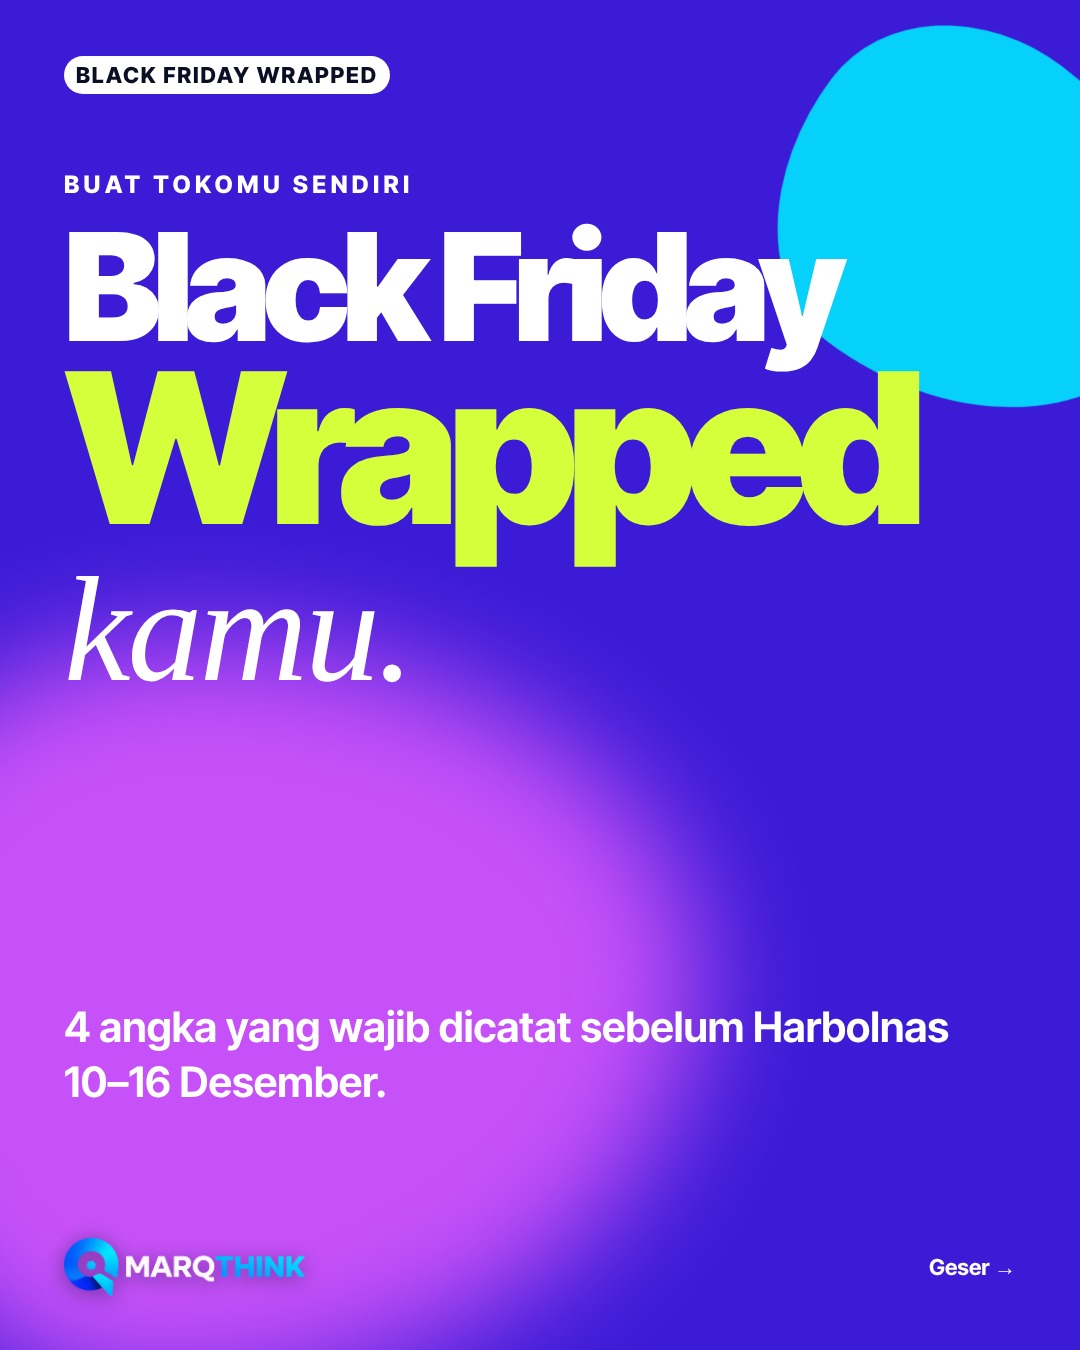 BLACK FRIDAY WRAPPED
BUAT TOKOMU SENDIRI
Black Friday
Wrapped
kamu.
4 angka yang wajib dicatat sebelum Harbolnas
10–16 Desember.
MARQTHINK
Geser →